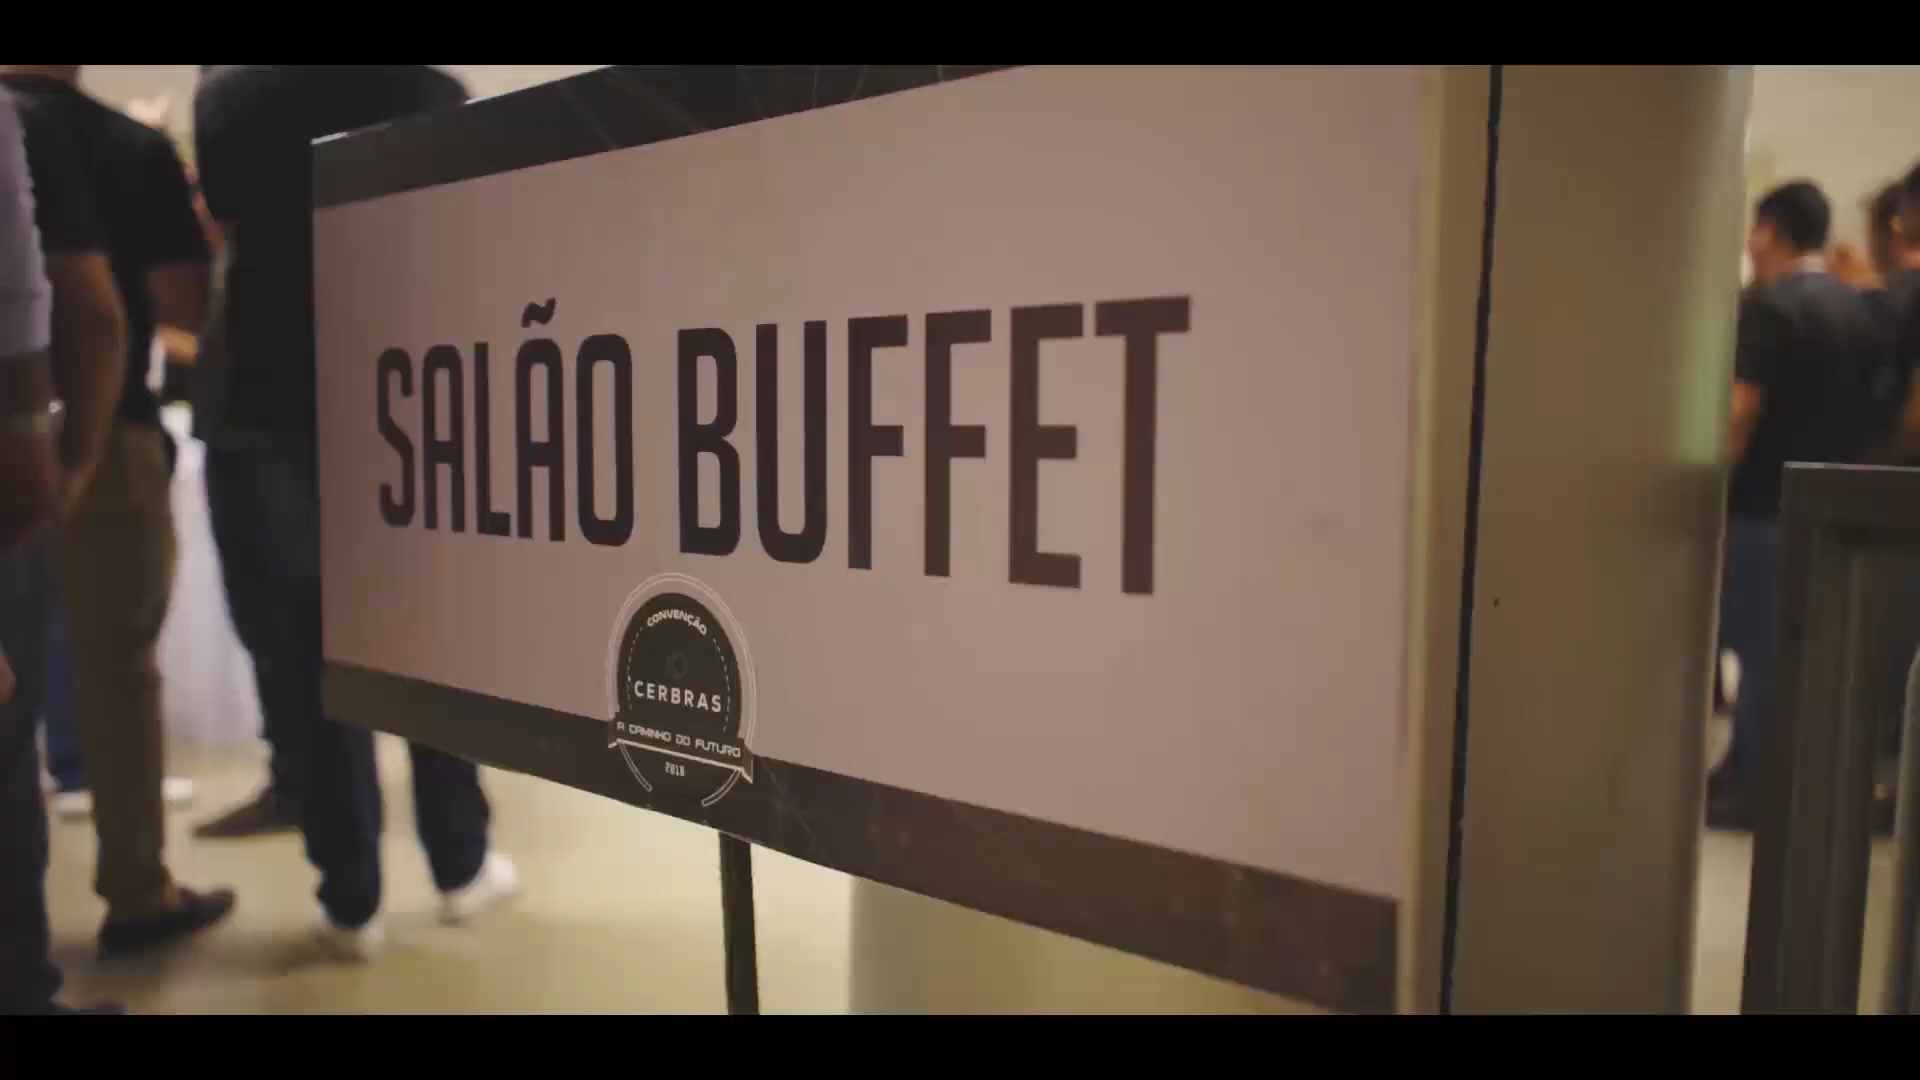 SALÃO BUFFET
CONVENÇÃO
CERBRAS
A CAMINHO DO FUTURO
2018